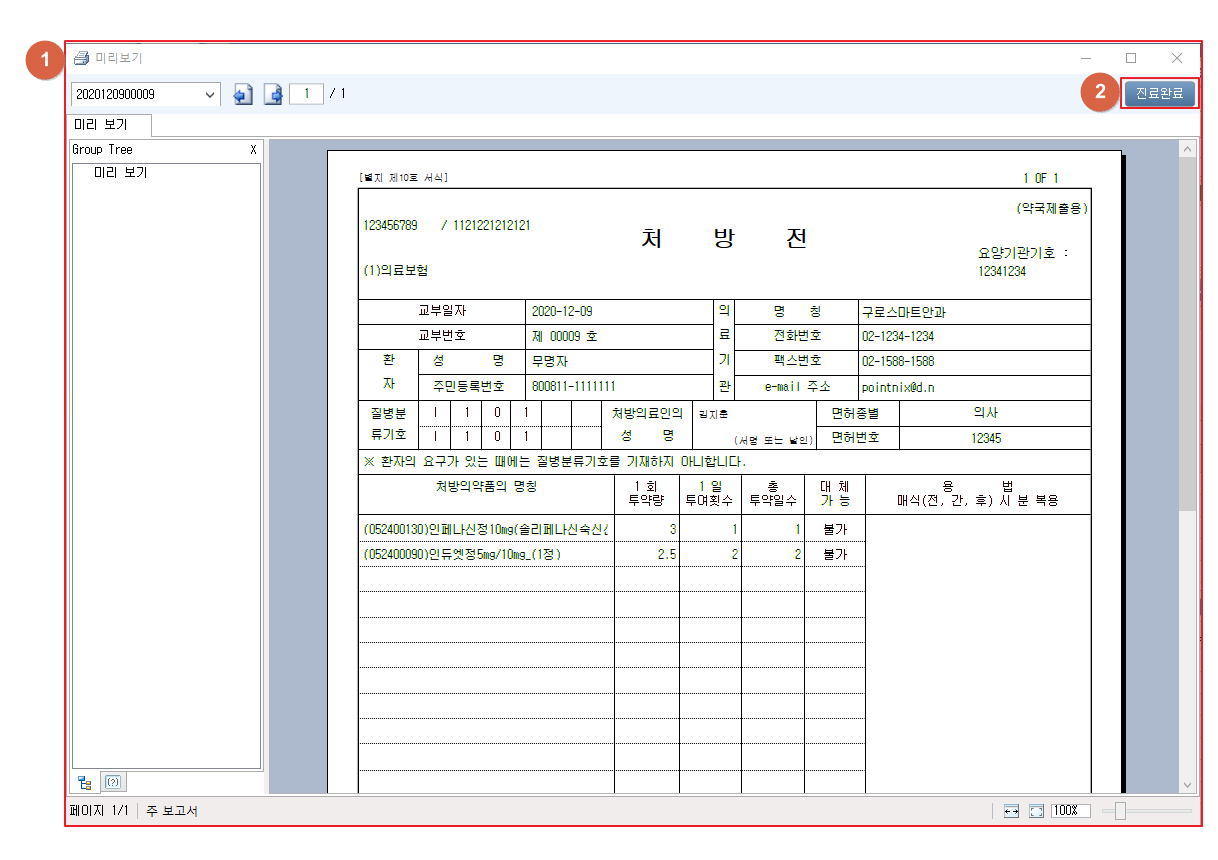 1
미리보기
2020120900009
1 / 1
2
진료완료
미리 보기
Group Tree X
미리 보기
[별지 제10호 서식]
1 OF 1
(약국제출용)
123456789 / 1121221212121
처 방 전
요양기관기호 :
12341234
(1)의료보험
교부일자 2020-12-09 의 명 칭 구로스마트안과
교부번호 제 00009 호 료 전화번호 02-1234-1234
환 성 명 무명자 기 팩스번호 02-1588-1588
자 주민등록번호 800811-1111111 관 e-mail 주소 pointnix@d.n
질병분 I 1 0 1 처방의료인의 김지훈 면허종별 의사
류기호 I 1 0 1 성 명 (서명 또는 날인) 면허번호 12345
※ 환자의 요구가 있는 때에는 질병분류기호를 기재하지 아니합니다.
처방의약품의 명칭 1 회 1 일 총 대 체 용 법
투약량 투여횟수 투약일수 가 능 매식(전, 간, 후) 시 분 복용
(052400130)인페나신정10mg(솔리페나신숙신 3 1 1 불가
(052400090)인듀엣정5mg/10mg_(1정) 2.5 2 2 불가
페이지 1/1 주 보고서
100%